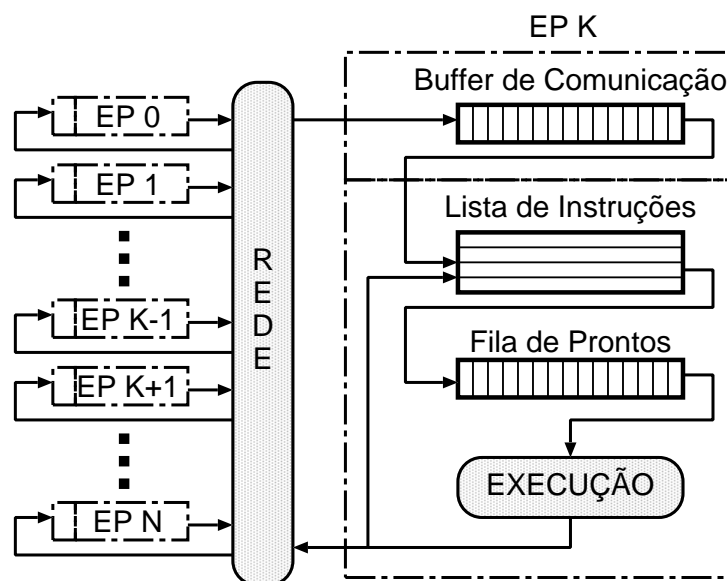 EP K
Buffer de Comunicação
EP 0
EP 1
Lista de Instruções
REDE
EP K-1
Fila de Prontos
EP K+1
EXECUÇÃO
EP N